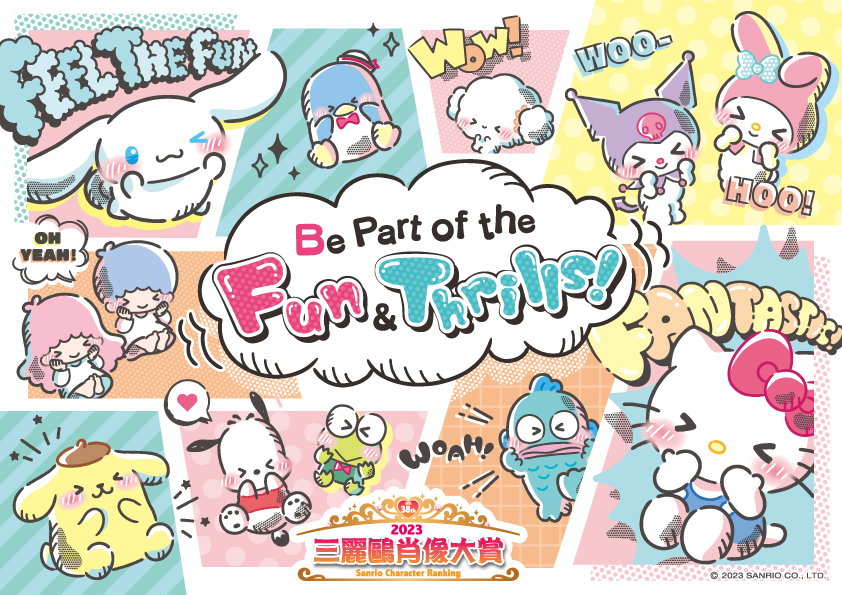 FEEL THE FUN
WOW!
WOO-
HOO!
OH
YEAH!
Be Part of the
Fun & Thrills!
FANTASTIC!
WOAH!
38th
2023
三麗鷗肖像大賞
Sanrio Character Ranking
© 2023 SANRIO CO., LTD.